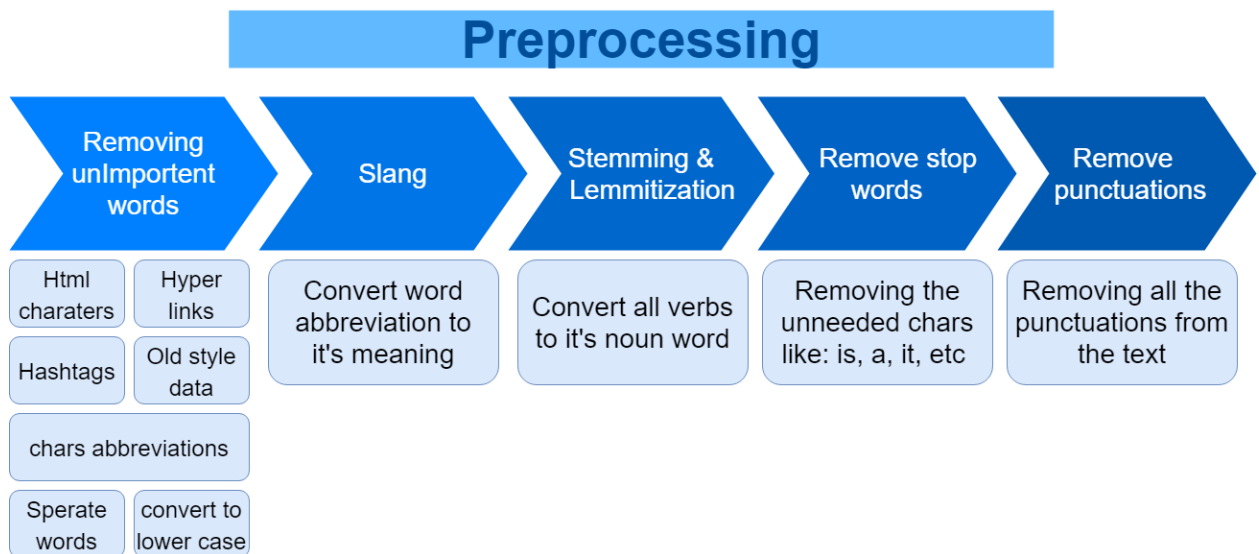 Preprocessing
Removing
unImportent
words
Slang
Stemming &
Lemmitization
Remove stop
words
Remove
punctuations
Html
charaters
Hyper
links
Hashtags
Old style
data
chars abbreviations
Sperate
words
convert to
lower case
Convert word
abbreviation to
it's meaning
Convert all verbs
to it's noun word
Removing the
unneeded chars
like: is, a, it, etc
Removing all the
punctuations from
the text